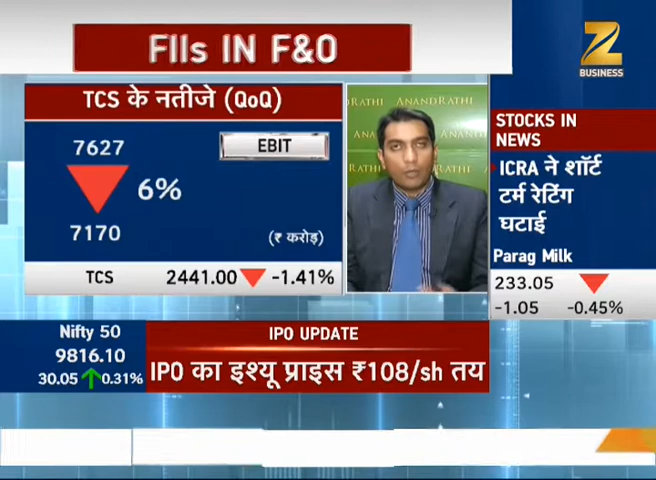 FIIs IN F&O
Z
ZEE
BUSINESS
TCS के नतीजे (QoQ)
7627
EBIT
6%
7170
(₹ करोड़)
TCS
2441.00
-1.41%
ANANDRATHI
STOCKS IN
NEWS
ICRA ने शॉर्ट
टर्म रेटिंग
घटाई
Parag Milk
233.05
-1.05 -0.45%
Nifty 50
9816.10
30.05 0.31%
IPO UPDATE
IPO का इश्यू प्राइस ₹108/sh तय